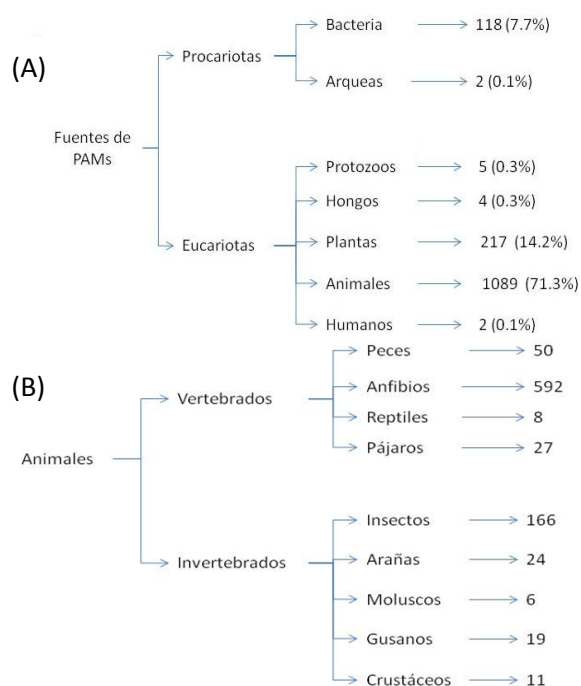 (A)
Fuentes de
PAMs
Procariotas
Bacteria 118 (7.7%)
Arqueas 2 (0.1%)
Eucariotas
Protozoos 5 (0.3%)
Hongos 4 (0.3%)
Plantas 217 (14.2%)
Animales 1089 (71.3%)
Humanos 2 (0.1%)
(B)
Animales
Vertebrados
Peces 50
Anfibios 592
Reptiles 8
Pájaros 27
Invertebrados
Insectos 166
Arañas 24
Moluscos 6
Gusanos 19
Crustáceos 11